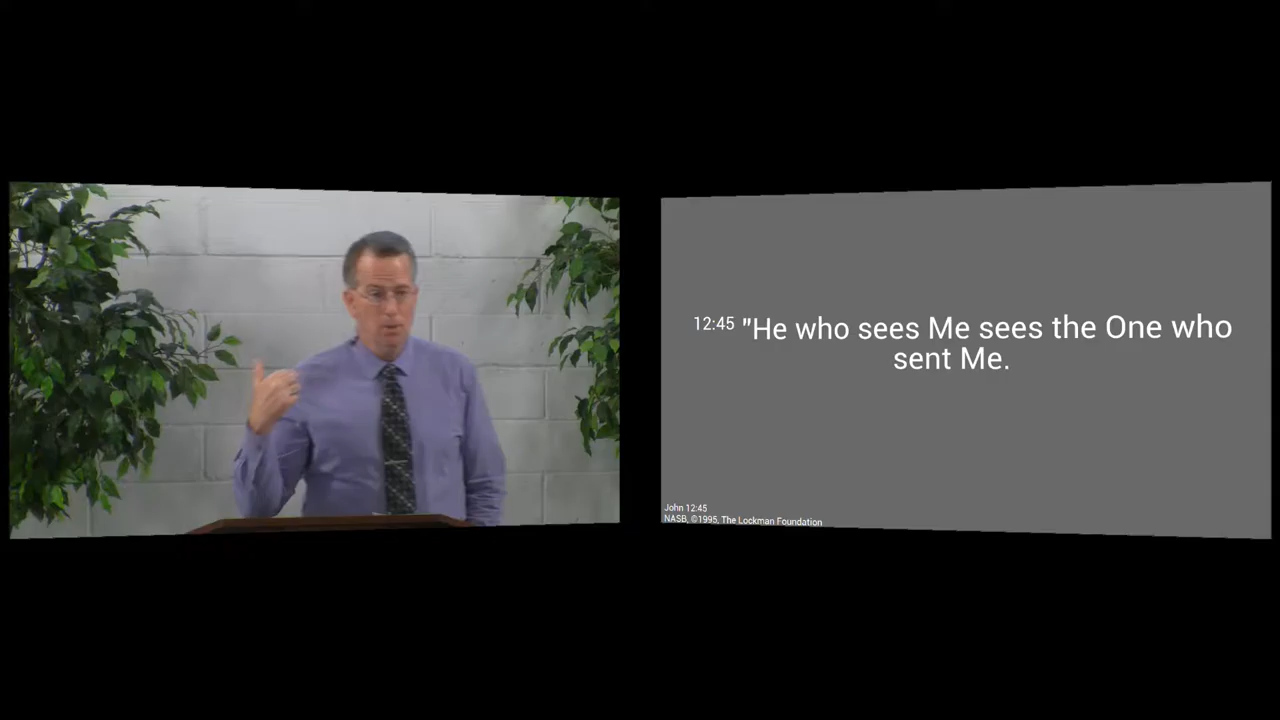 12:45 "He who sees Me sees the One who
sent Me.
John 12:45
NASB, ©1995, The Lockman Foundation